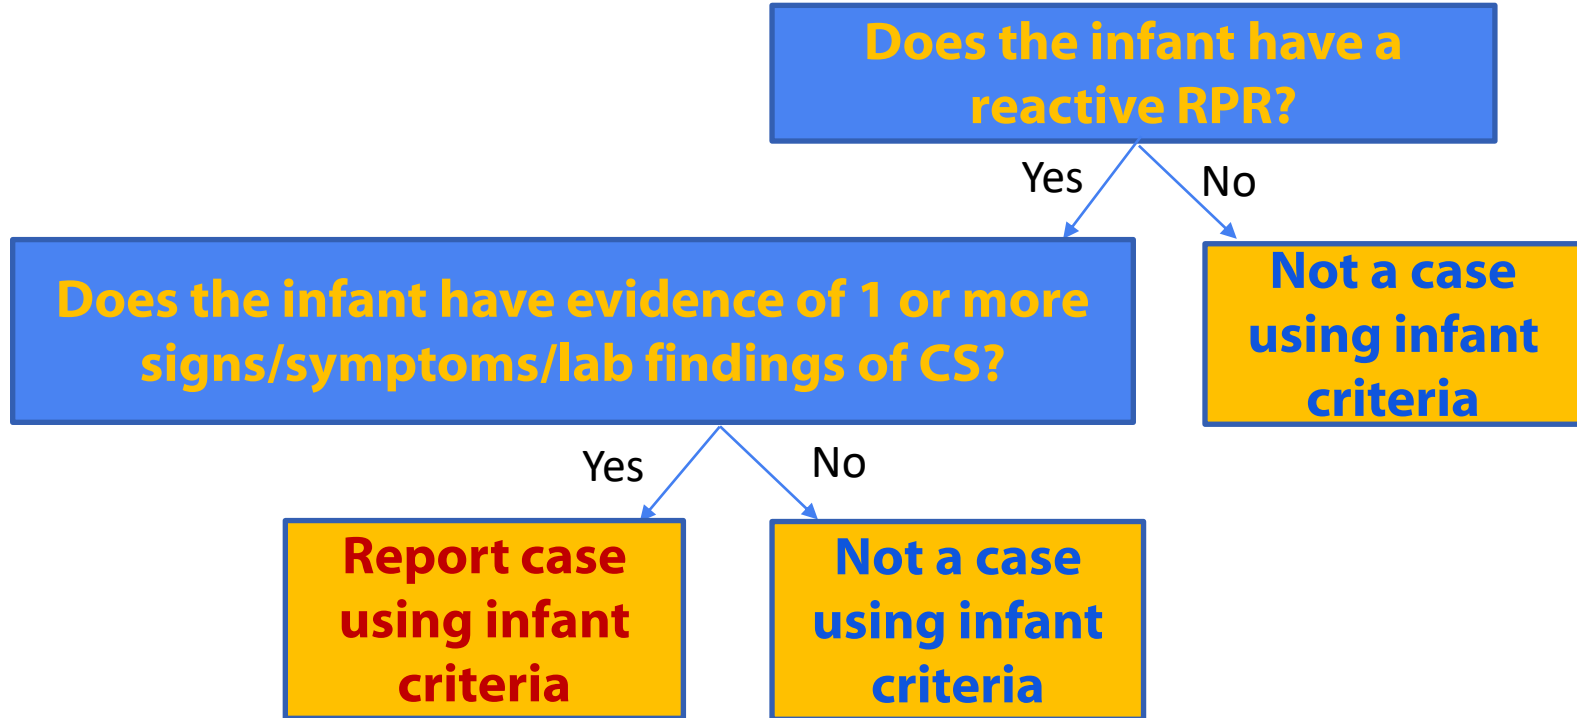 Does the infant have a
reactive RPR?
Yes
No
Does the infant have evidence of 1 or more
signs/symptoms/lab findings of CS?
Not a case
using infant
criteria
Yes
No
Report case
using infant
criteria
Not a case
using infant
criteria